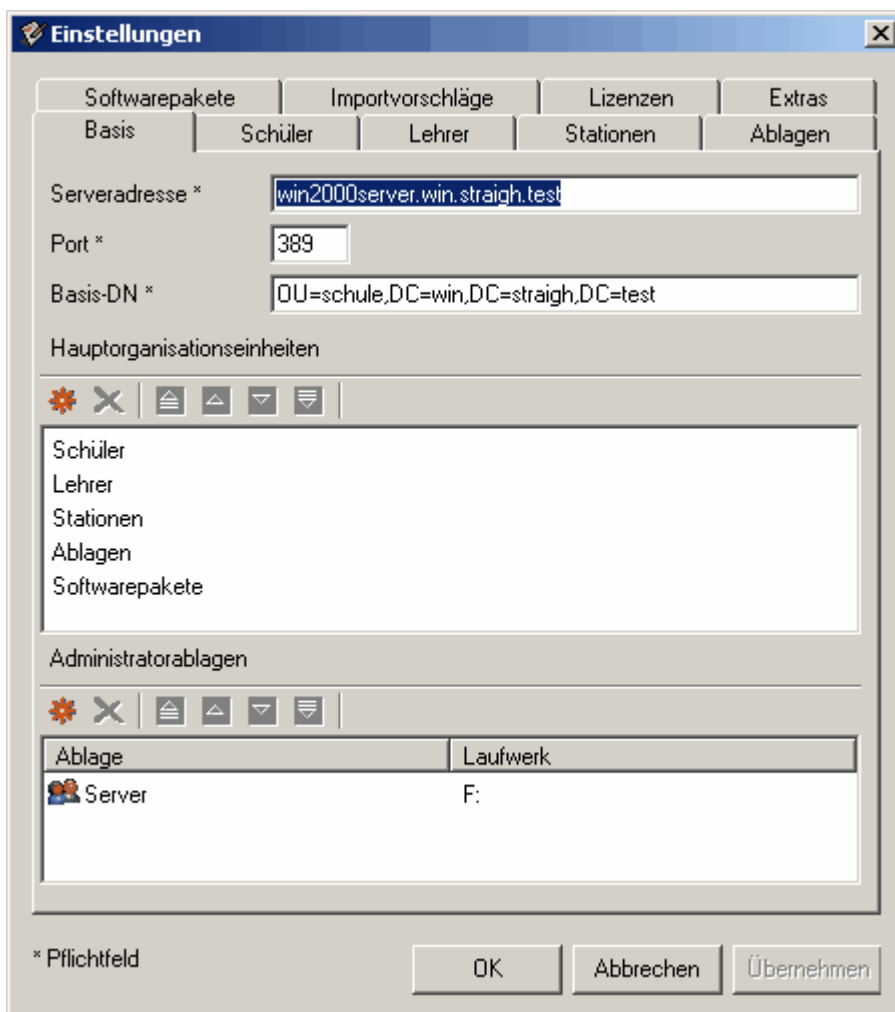 Einstellungen
Softwarepakete Importvorschläge Lizenzen Extras
Basis Schüler Lehrer Stationen Ablagen
Serveradresse * win2000server.win.straigh.test
Port * 389
Basis-DN * OU=schule,DC=win,DC=straigh,DC=test
Hauptorganisationseinheiten
Schüler
Lehrer
Stationen
Ablagen
Softwarepakete
Administratorablagen
Ablage Laufwerk
Server F:
* Pflichtfeld OK Abbrechen Übernehmen